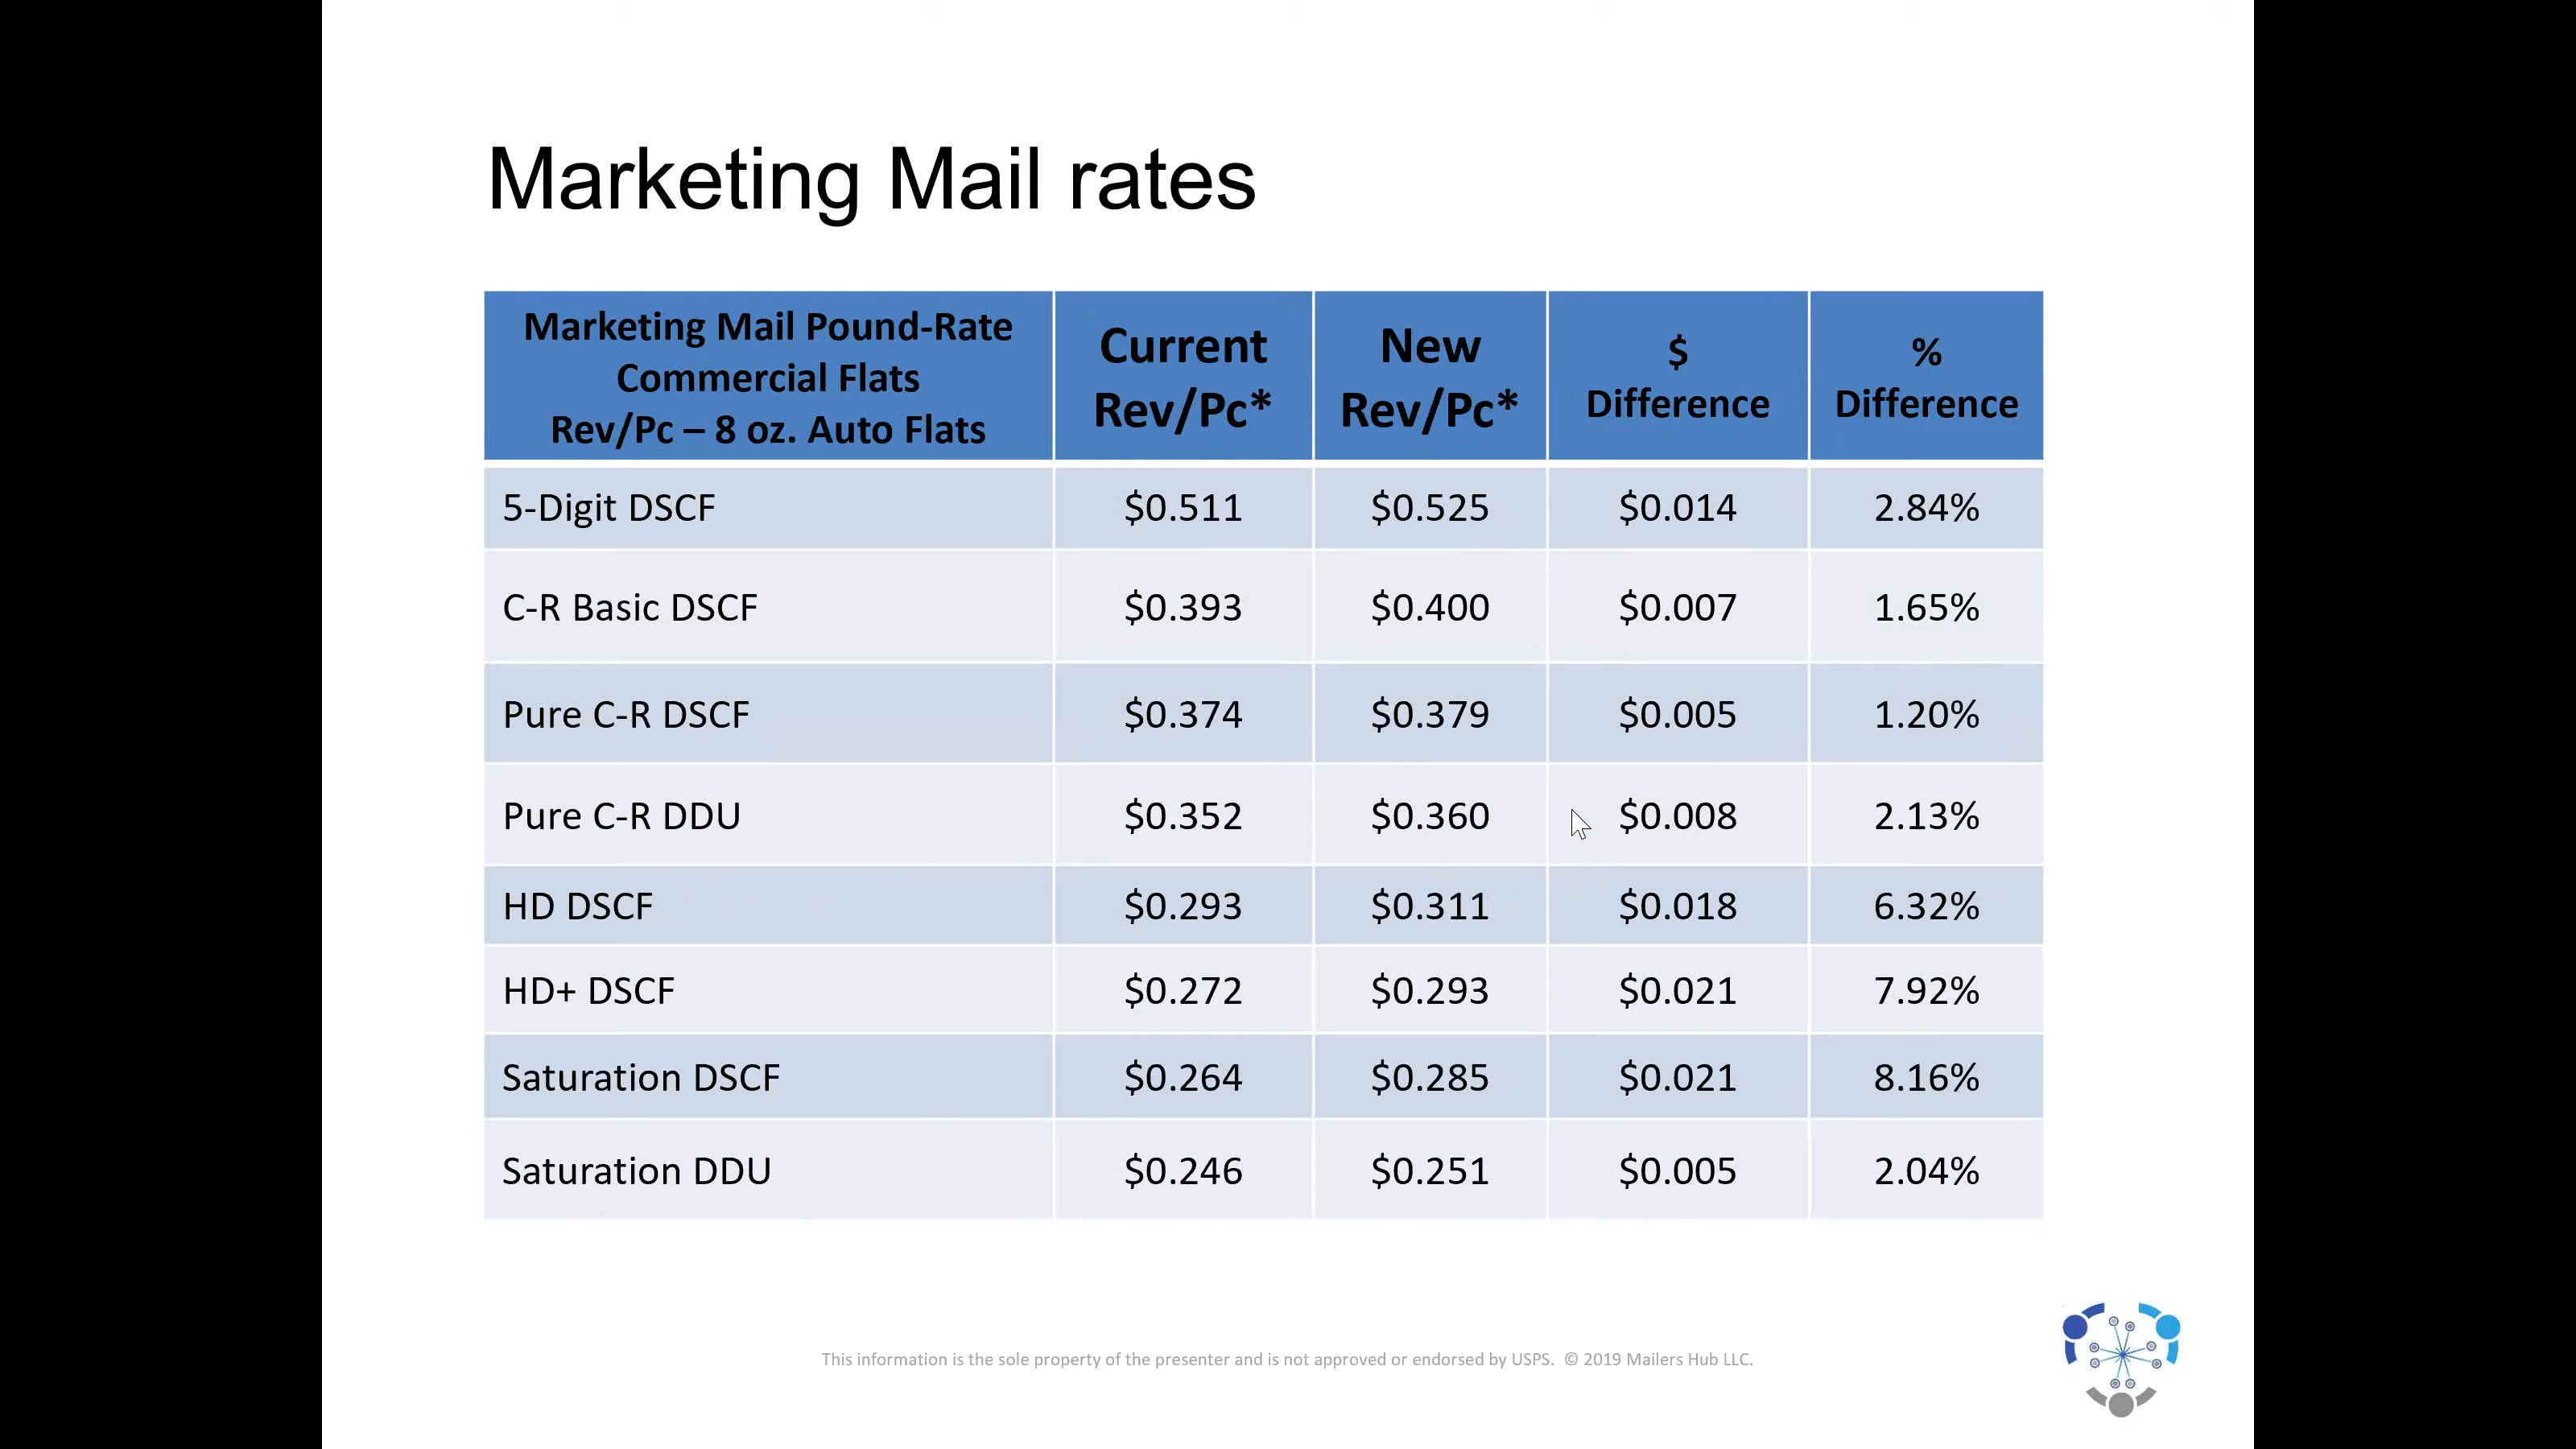 Marketing Mail rates
Marketing Mail Pound-Rate
Commercial Flats
Rev/Pc – 8 oz. Auto Flats
Current
Rev/Pc*
New
Rev/Pc*
$
Difference
%
Difference
5-Digit DSCF $0.511 $0.525 $0.014 2.84%
C-R Basic DSCF $0.393 $0.400 $0.007 1.65%
Pure C-R DSCF $0.374 $0.379 $0.005 1.20%
Pure C-R DDU $0.352 $0.360 $0.008 2.13%
HD DSCF $0.293 $0.311 $0.018 6.32%
HD+ DSCF $0.272 $0.293 $0.021 7.92%
Saturation DSCF $0.264 $0.285 $0.021 8.16%
Saturation DDU $0.246 $0.251 $0.005 2.04%
This information is the sole property of the presenter and is not approved or endorsed by USPS. © 2019 Mailers Hub LLC.